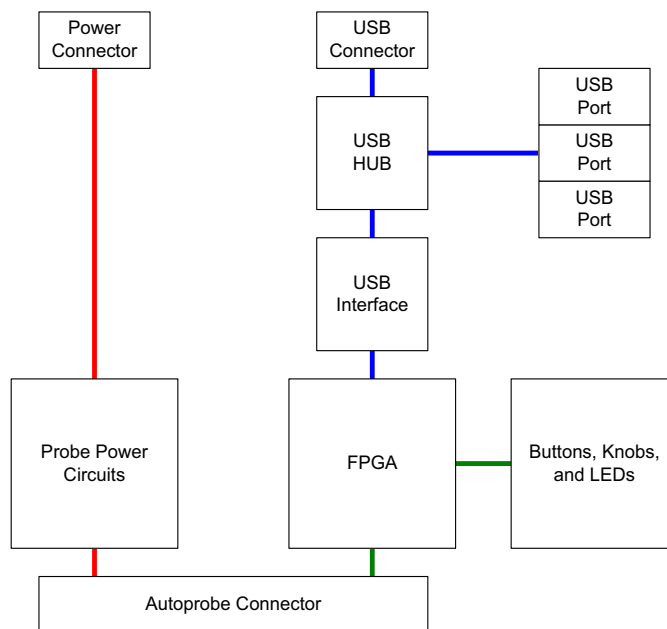 Power
Connector
USB
Connector
USB
HUB
USB
Port
USB
Port
USB
Port
USB
Interface
Probe Power
Circuits
FPGA
Buttons, Knobs,
and LEDs
Autoprobe Connector